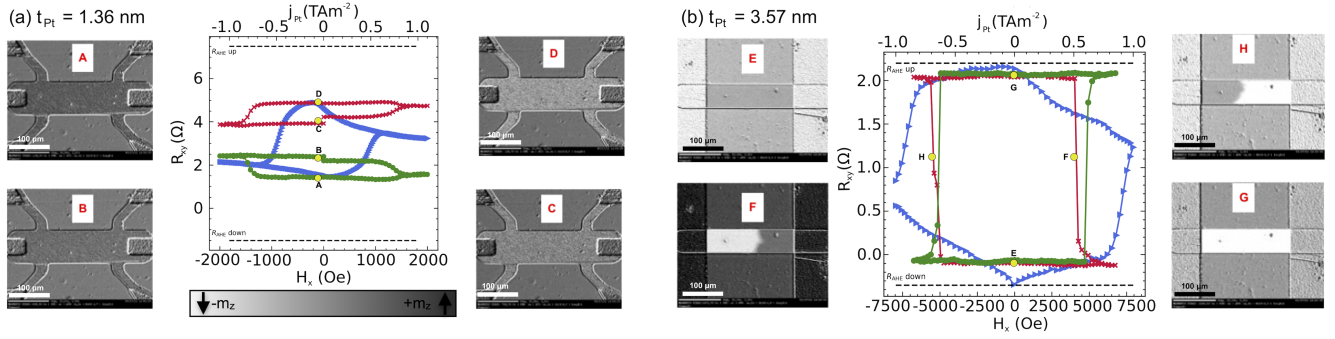 (a) t_Pt = 1.36 nm
j_Pt (TAm⁻²)
-1.0 -0.5 0 0.5 1.0
A
100 µm
B
100 µm
R_xy (Ω)
6
4
2
0
R_AHE up
D
C
B
A
R_AHE down
-2000 -1000 0 1000 2000
H_x (Oe)
-m_z +m_z
D
100 µm
C
100 µm
(b) t_Pt = 3.57 nm
j_Pt (TAm⁻²)
-1.0 -0.5 0 0.5 1.0
E
100 µm
F
100 µm
R_xy (Ω)
2.0
1.5
1.0
0.5
0.0
R_AHE up
G
H
F
E
R_AHE down
-7500 -5000 -2500 0 2500 5000 7500
H_x (Oe)
H
100 µm
G
100 µm